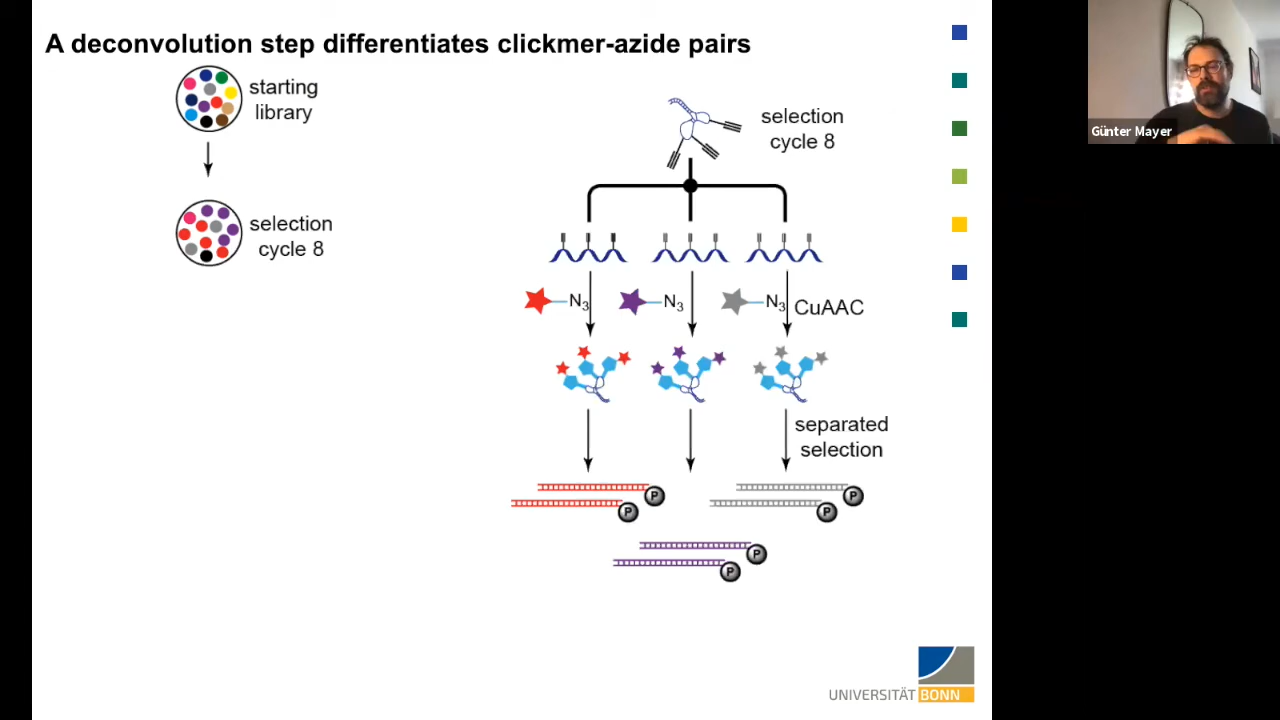 A deconvolution step differentiates clickmer-azide pairs
starting
library
selection
cycle 8
selection
cycle 8
N3
N3
N3
CuAAC
separated
selection
P
P
P
P
P
P
UNIVERSITÄT BONN
Günter Mayer